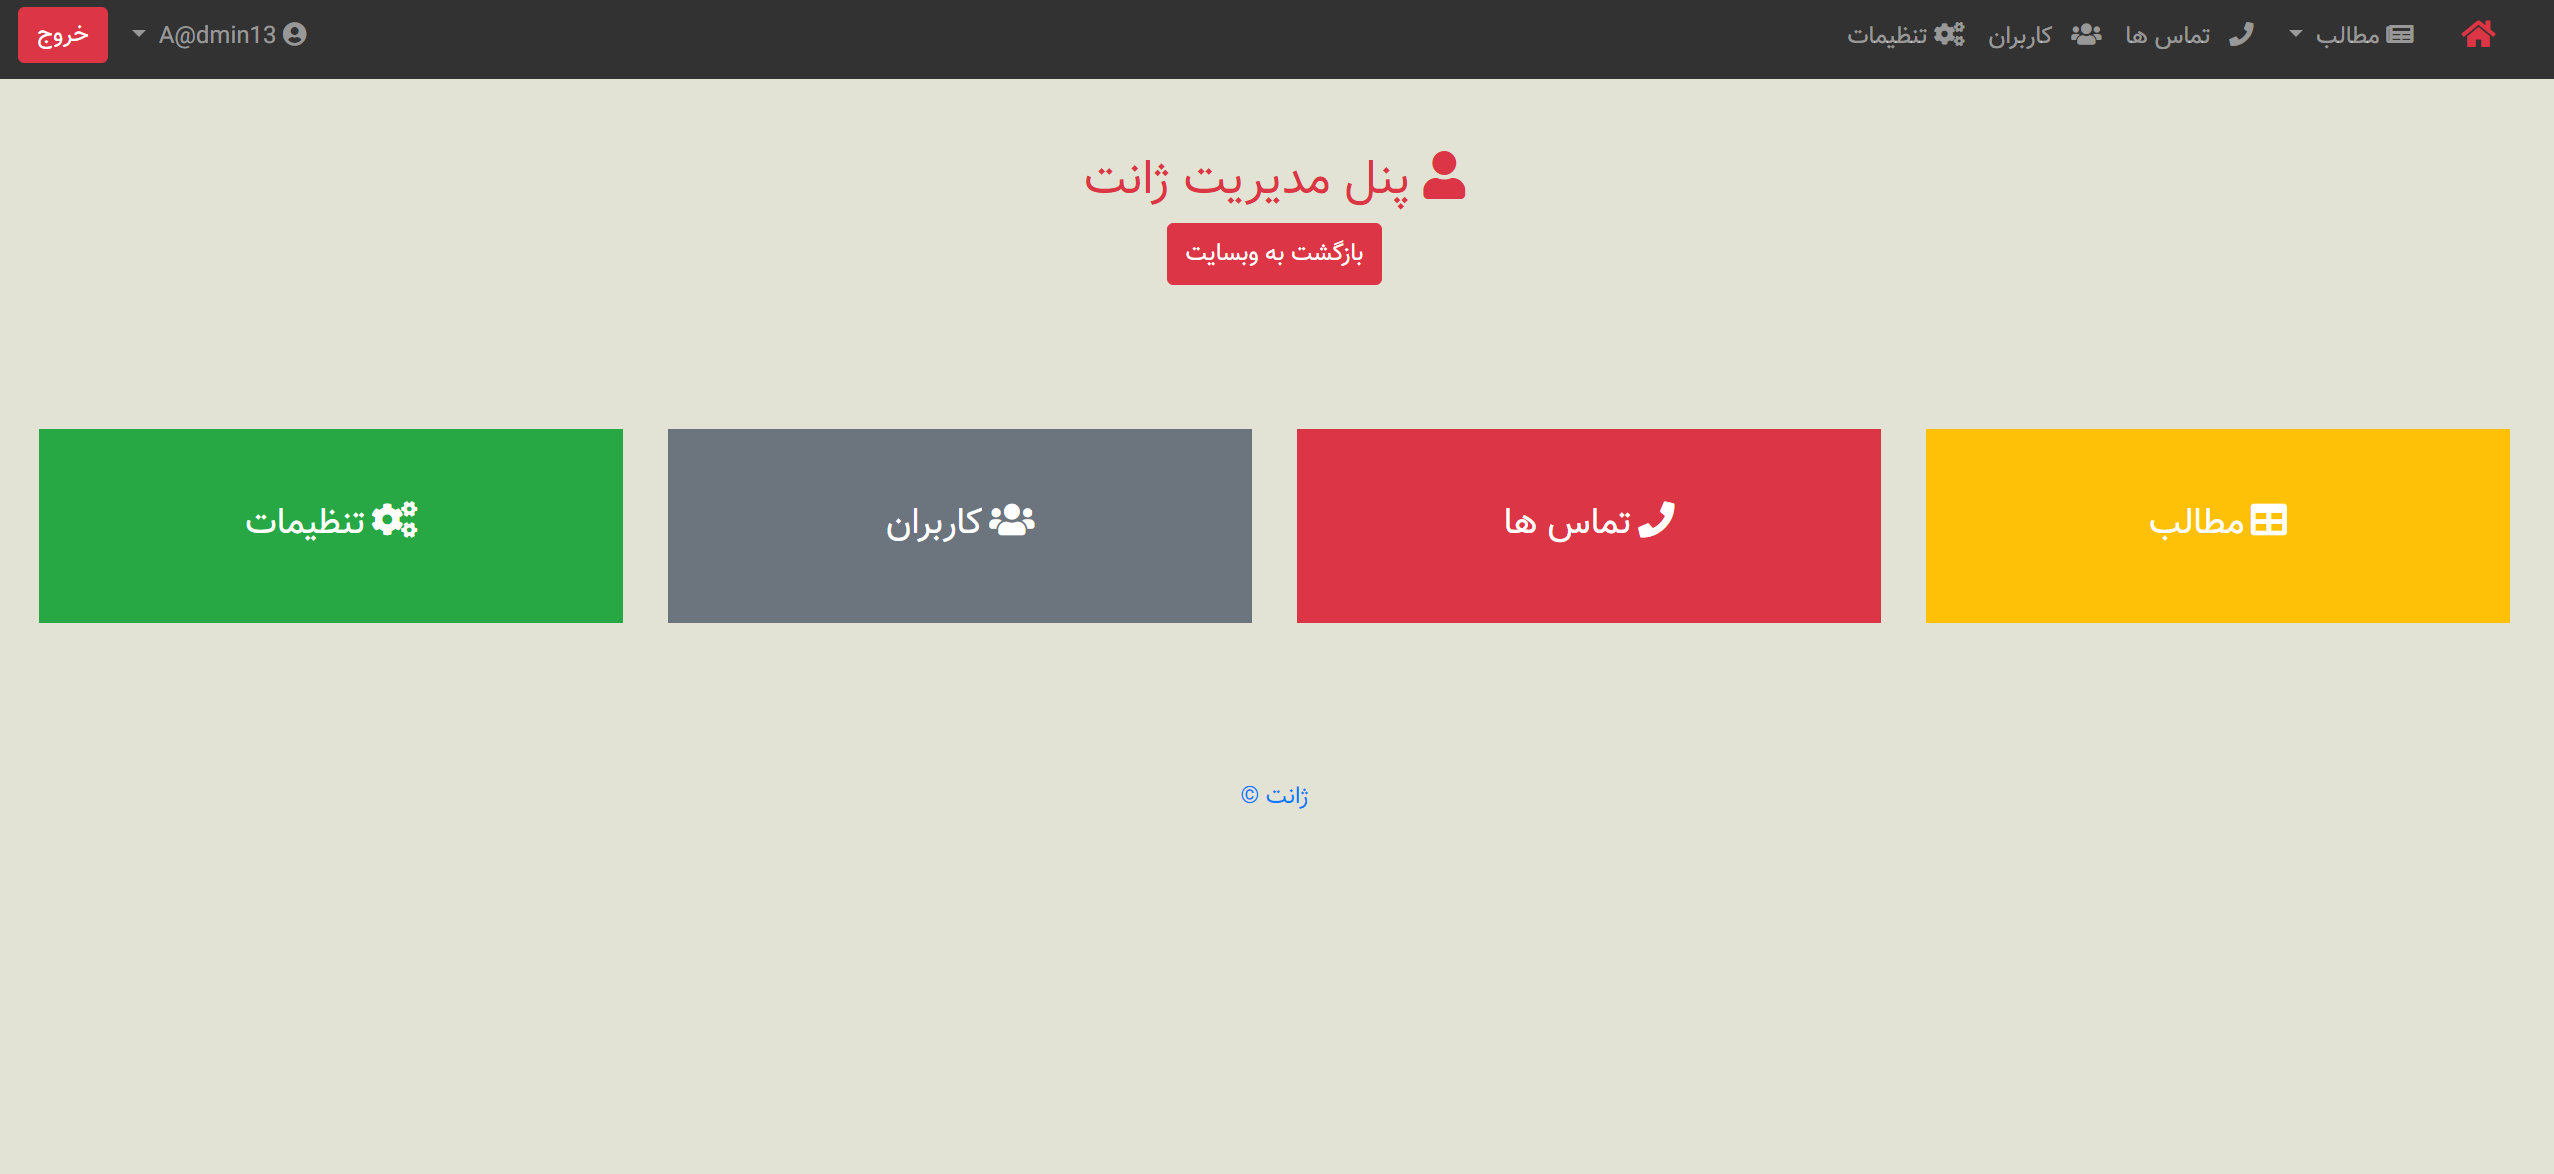 مطالب
تماس ها
کاربران
تنظیمات
A@dmin13
خروج
پنل مدیریت ژانت
بازگشت به وبسایت
مطالب
تماس ها
کاربران
تنظیمات
ژانت ©